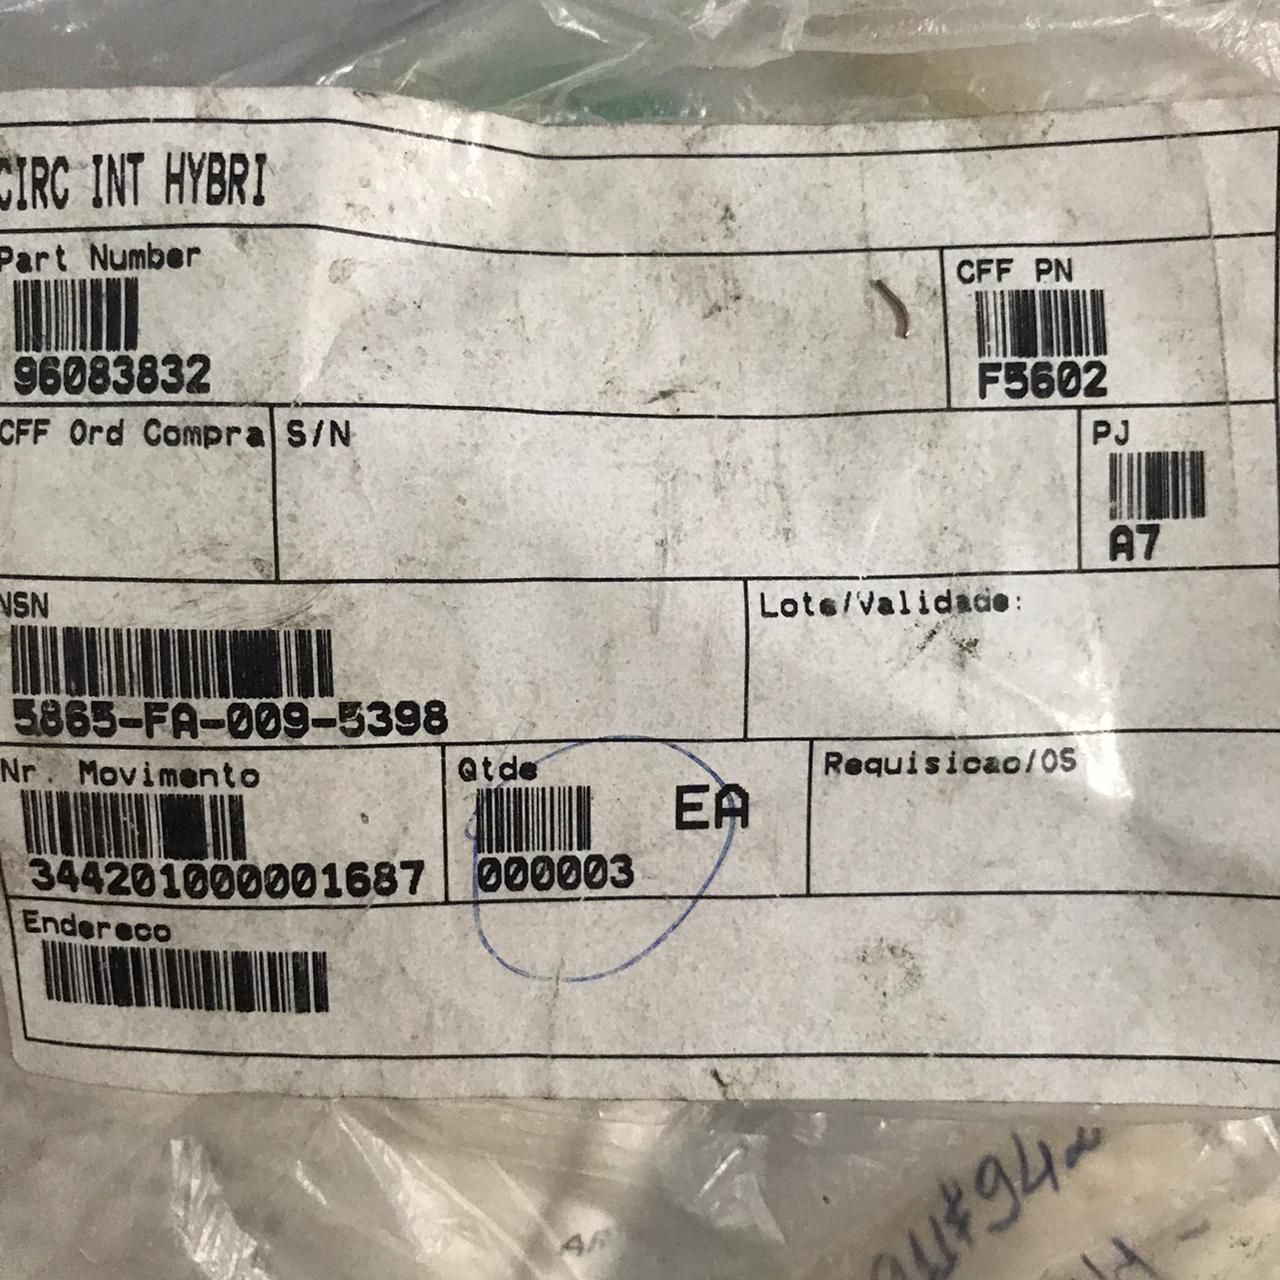 CIRC INT HYBRI
Part Number
96083832
CFF PN
F5602
CFF Ord Compra
S/N
PJ
A7
NSN
5865-FA-009-5398
Lote/Validade:
Nr. Movimento
344201000001687
Qtde
EA
000003
Requisicao/OS
Endereco